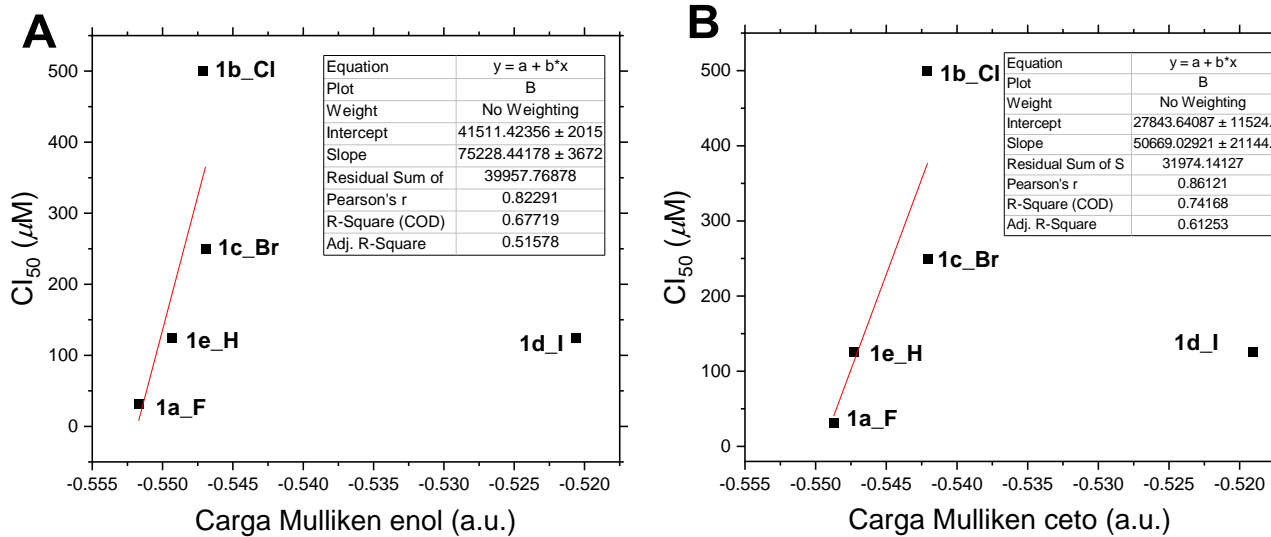 A
CI50 (μM)
500
400
300
200
100
0
1b_Cl
1c_Br
1e_H
1a_F
1d_I
Equation y = a + b*x
Plot B
Weight No Weighting
Intercept 41511.42356 ± 2015
Slope 75228.44178 ± 3672
Residual Sum of 39957.76878
Pearson's r 0.82291
R-Square (COD) 0.67719
Adj. R-Square 0.51578
-0.555 -0.550 -0.545 -0.540 -0.535 -0.530 -0.525 -0.520
Carga Mulliken enol (a.u.)
B
CI50 (μM)
500
400
300
200
100
0
1b_Cl
1c_Br
1e_H
1a_F
1d_I
Equation y = a + b*x
Plot B
Weight No Weighting
Intercept 27843.64087 ± 11524.
Slope 50669.02921 ± 21144.
Residual Sum of S 31974.14127
Pearson's r 0.86121
R-Square (COD) 0.74168
Adj. R-Square 0.61253
-0.555 -0.550 -0.545 -0.540 -0.535 -0.530 -0.525 -0.520
Carga Mulliken ceto (a.u.)